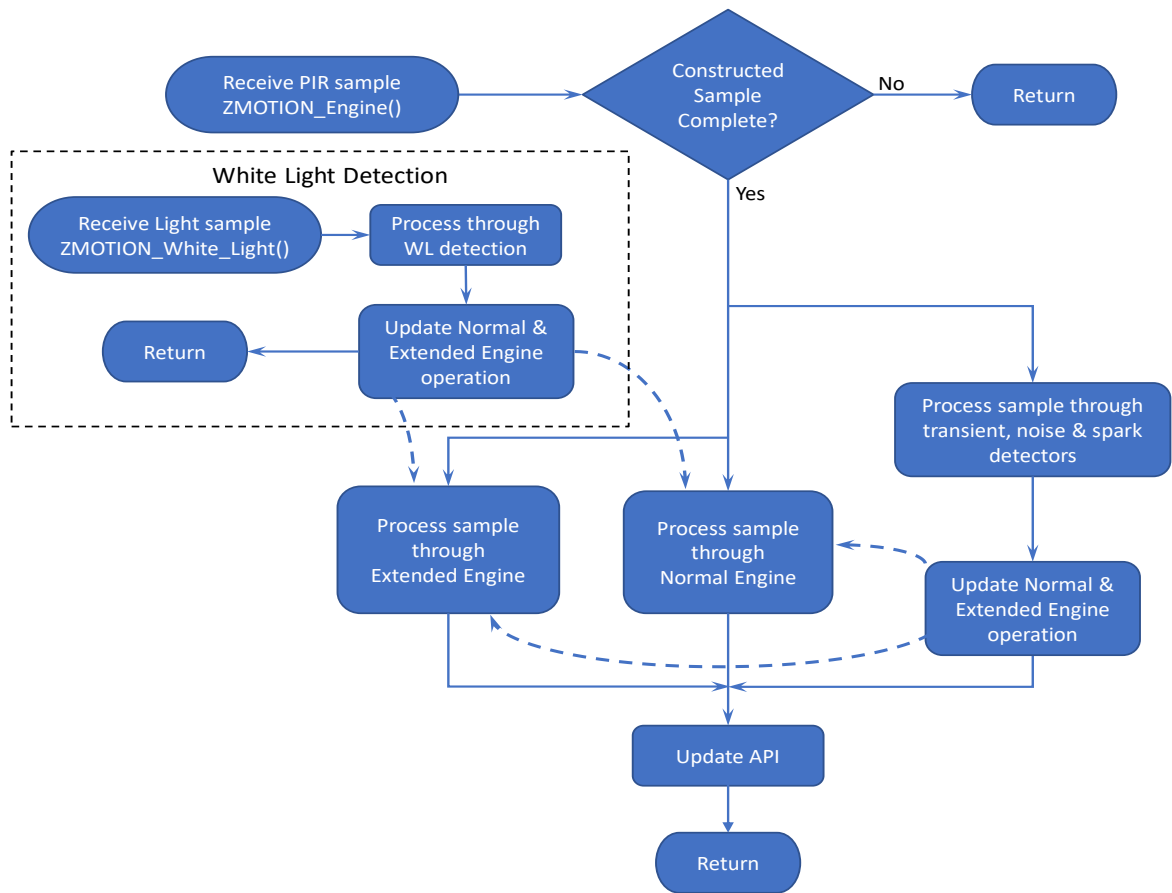 Receive PIR sample
ZMOTION_Engine()
Constructed
Sample
Complete?
No
Return
Yes
White Light Detection
Receive Light sample
ZMOTION_White_Light()
Process through
WL detection
Return
Update Normal &
Extended Engine
operation
Process sample through
transient, noise & spark
detectors
Process sample
through
Extended Engine
Process sample
through
Normal Engine
Update Normal &
Extended Engine
operation
Update API
Return